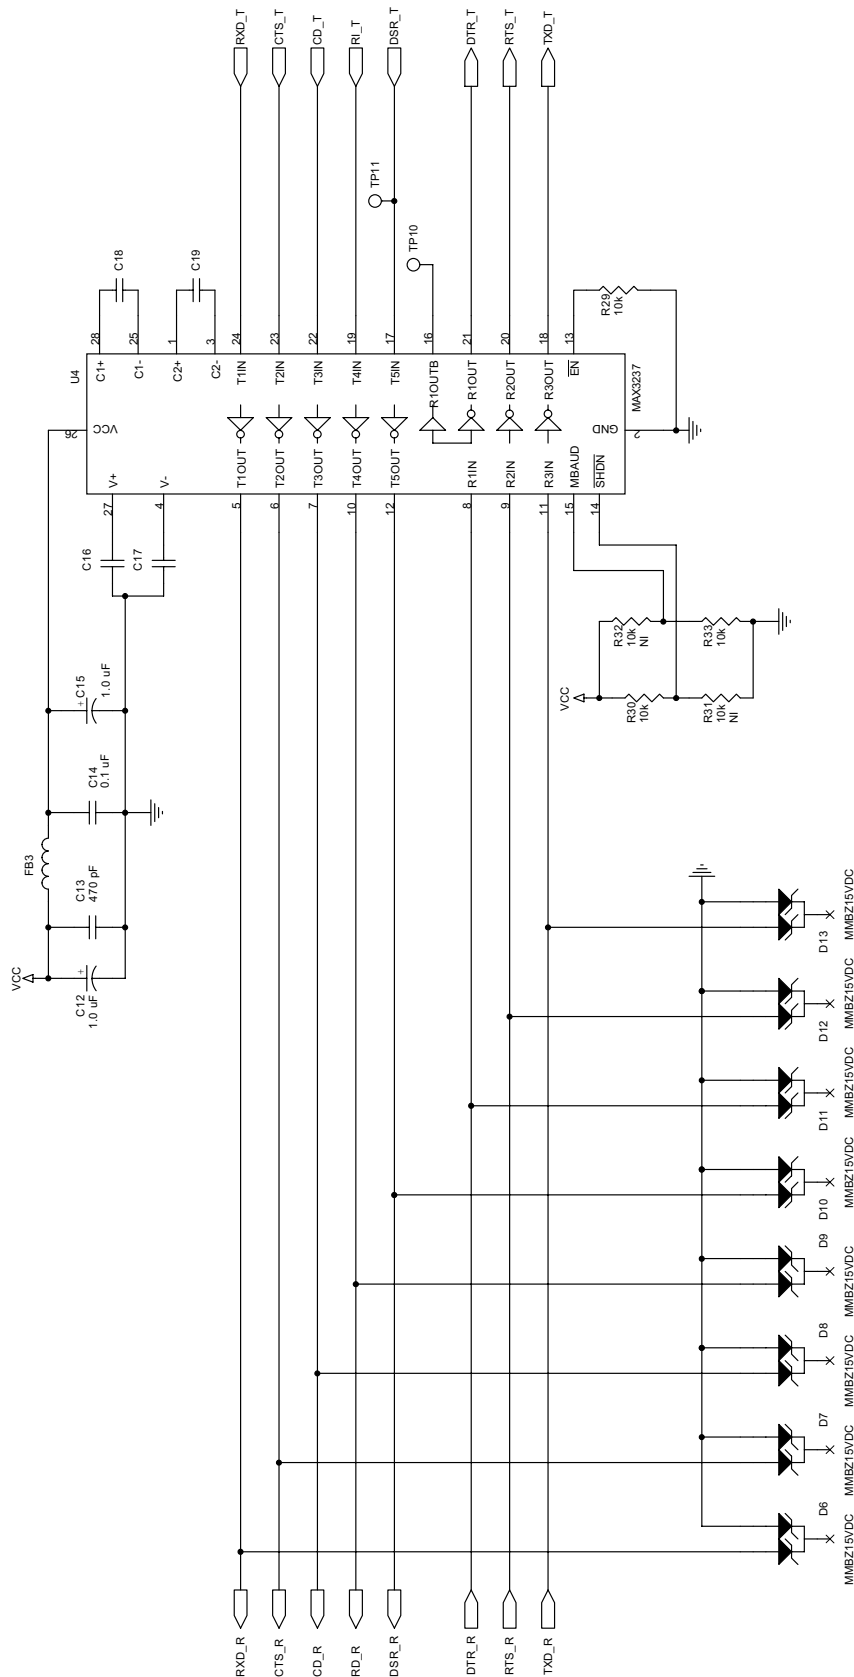 RXD_T
CTS_T
CD_T
RI_T
DSR_T
DTR_T
RTS_T
TXD_T
TP11
TP10
C18
C19
R29
10k
28
25
1
3
24
23
22
19
17
16
21
20
18
13
U4
C1+
C1-
C2+
C2-
T1IN
T2IN
T3IN
T4IN
T5IN
R1OUTB
R1OUT
R2OUT
R3OUT
EN
MAX3237
26
VCC
GND
2
V+
V-
T1OUT
T2OUT
T3OUT
T4OUT
T5OUT
R1IN
R2IN
R3IN
MBAUD
SHDN
27
4
5
6
7
10
12
8
9
11
15
14
C16
C17
+
C15
1.0 uF
C14
0.1 uF
FB3
C13
470 pF
VCC
+
C12
1.0 uF
R32
10k
NI
R33
10k
VCC
R30
10k
R31
10k
NI
D13
MMBZ15VDC
D12
MMBZ15VDC
D11
MMBZ15VDC
D10
MMBZ15VDC
D9
MMBZ15VDC
D8
MMBZ15VDC
D7
MMBZ15VDC
D6
MMBZ15VDC
RXD_R
CTS_R
CD_R
RD_R
DSR_R
DTR_R
RTS_R
TXD_R